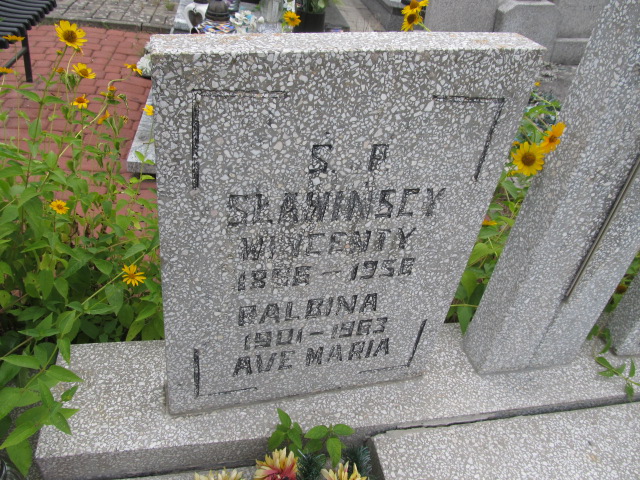 S. P.
SŁAWIŃSCY
WINCENTY
1896 - 1956
BALBINA
1901 - 1963
AVE MARIA